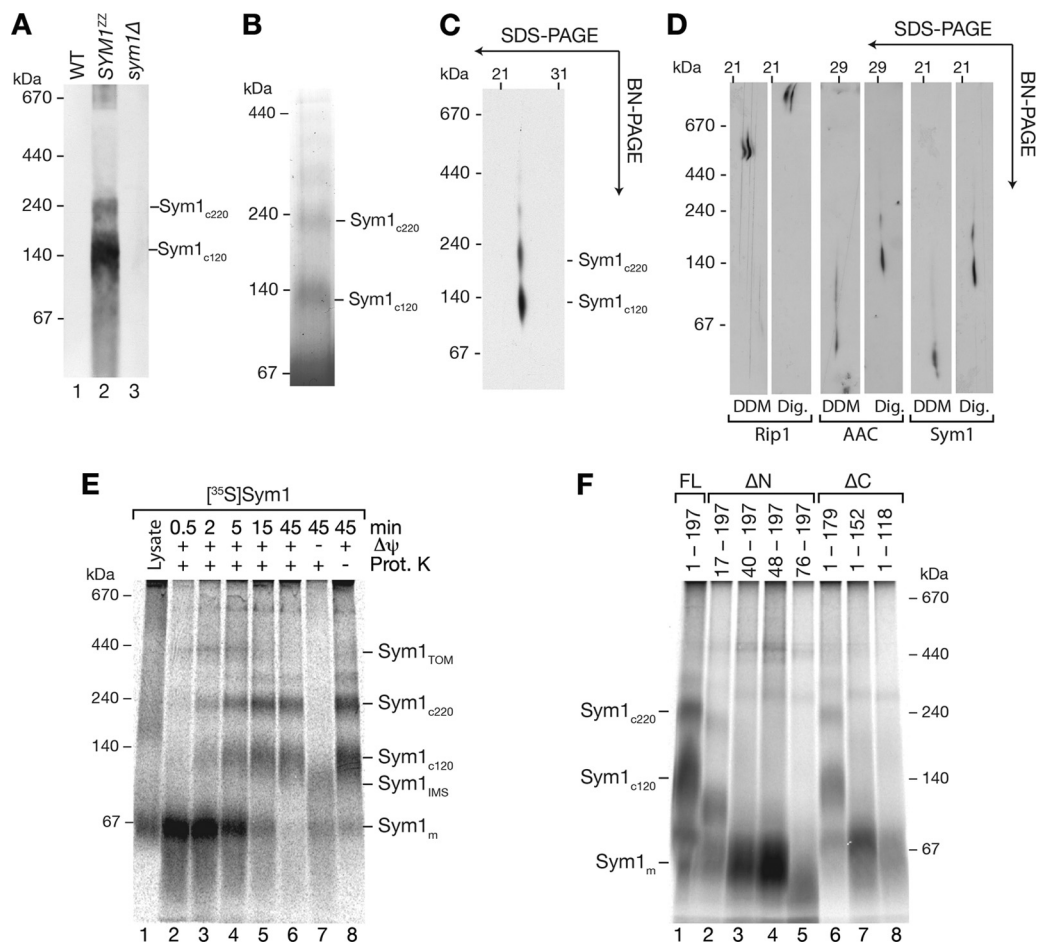 A
WT
SYM1ZZ
sym1Δ
kDa
670
440
240
140
67
Sym1c220
Sym1c120
1 2 3
B
kDa
440
240
140
67
Sym1c220
Sym1c120
C
SDS-PAGE
21 31
kDa
670
440
240
140
67
BN-PAGE
Sym1c220
Sym1c120
D
SDS-PAGE
kDa 21 21 29 29 21 21
670
440
240
140
67
BN-PAGE
DDM Dig. DDM Dig. DDM Dig.
Rip1 AAC Sym1
E
[35S]Sym1
Lysate 0.5 2 5 15 45 45 45 min
+ + + + + - + Δψ
+ + + + + + - Prot. K
kDa
670
440
240
140
67
Sym1TOM
Sym1c220
Sym1c120
Sym1IMS
Sym1m
1 2 3 4 5 6 7 8
F
FL ΔN ΔC
1 – 197
17 – 197
40 – 197
48 – 197
76 – 197
1 – 179
1 – 152
1 – 118
kDa
670
440
240
140
67
Sym1c220
Sym1c120
Sym1m
1 2 3 4 5 6 7 8